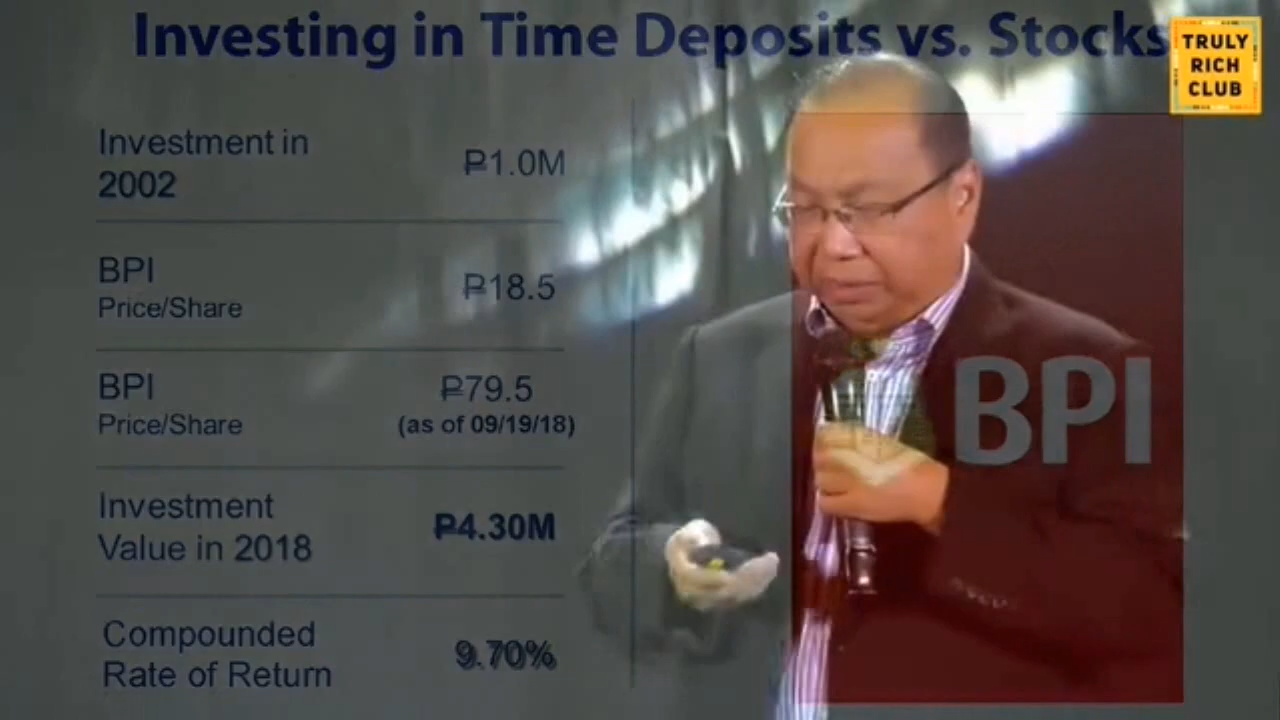 Investing in Time Deposits vs. Stocks
TRULY
RICH
CLUB
Investment in
2002
₱1.0M
BPI
Price/Share
₱18.5
BPI
Price/Share
₱79.5
(as of 09/19/18)
Investment
Value in 2018
₱4.30M
Compounded
Rate of Return
9.70%
BPI